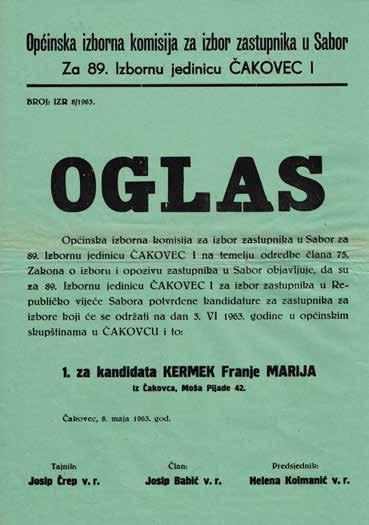 Općinska izborna komisija za izbor zastupnika u Sabor
Za 89. Izbornu jedinicu ČAKOVEC I
BROJ: IZR 8/1963.
OGLAS
Općinska izborna komisija za izbor zastupnika u Sabor za
89. Izbornu jedinicu ČAKOVEC I na temelju odredbe člana 75.
Zakona o izboru i opozivu zastupnika u Sabor objavljuje, da su
za 89. Izbornu jedinicu ČAKOVEC I za izbor zastupnika u Re-
publičko vijeće Sabora potvrđene kandidature za zastupnika za
izbore koji će se održati na dan 3. VI 1963. godine u općinskim
skupštinama u ČAKOVCU i to:
1. za kandidata KERMEK Franje MARIJA
iz Čakovca, Moša Pijade 42.
Čakovec, 8. maja 1963. god.
Tajnik: Član: Predsjednik:
Josip Črep v. r. Josip Babić v. r. Helena Kolmanić v. r.